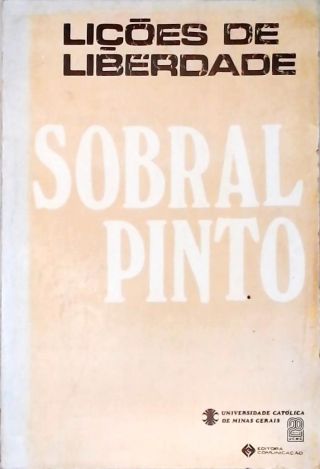 LIÇÕES DE
LIBERDADE
SOBRAL
PINTO
UNIVERSIDADE CATÓLICA
DE MINAS GERAIS
EDITORA
COMUNICAÇÃO